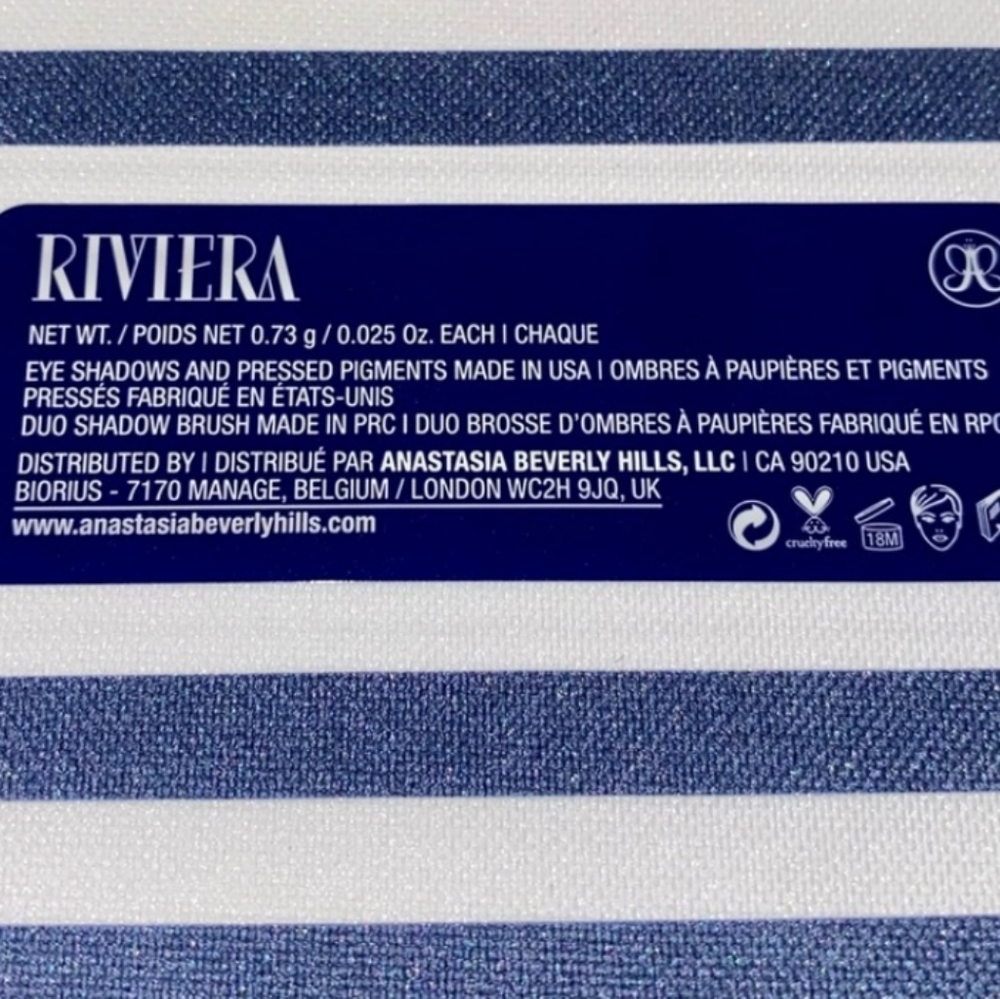 RIVIERA
NET WT. / POIDS NET 0.73 g / 0.025 Oz. EACH | CHAQUE
EYE SHADOWS AND PRESSED PIGMENTS MADE IN USA | OMBRES À PAUPIÈRES ET PIGMENTS
PRESSÉS FABRIQUÉ EN ÉTATS-UNIS
DUO SHADOW BRUSH MADE IN PRC | DUO BROSSE D'OMBRES À PAUPIÈRES FABRIQUÉ EN RPC
DISTRIBUTED BY | DISTRIBUÉ PAR ANASTASIA BEVERLY HILLS, LLC | CA 90210 USA
BIORIUS - 7170 MANAGE, BELGIUM / LONDON WC2H 9JQ, UK
www.anastasiabeverlyhills.com
crueltyfree
18M